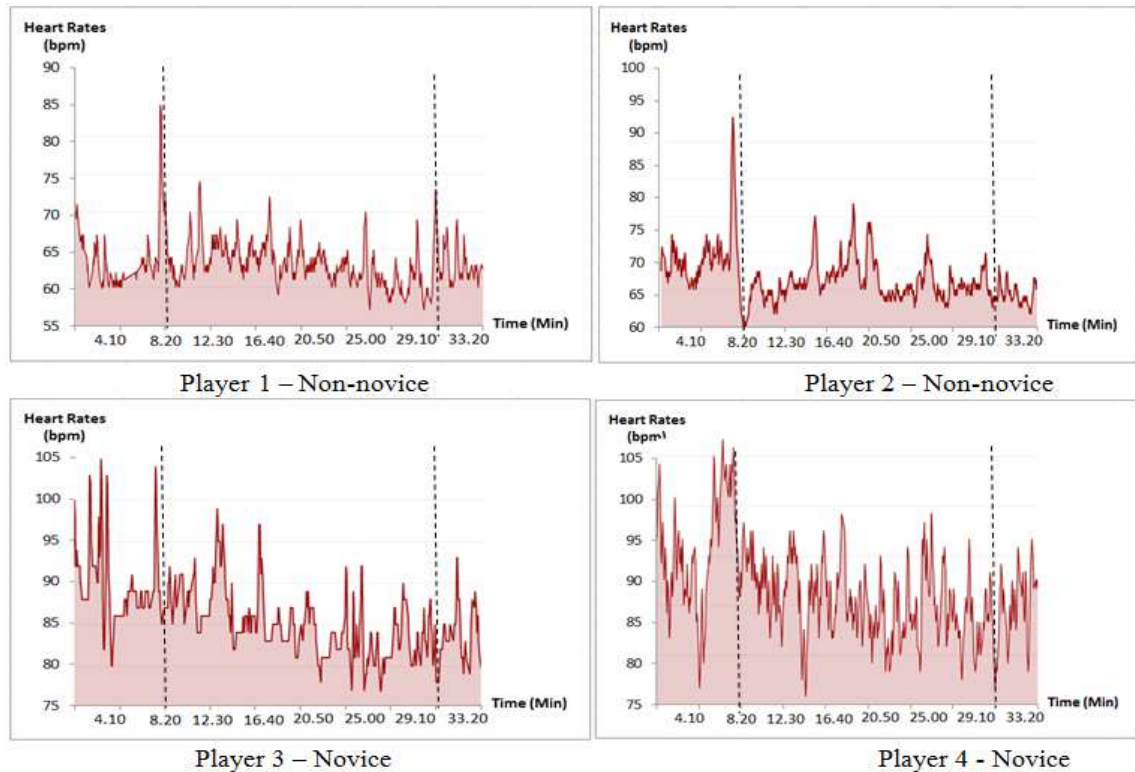 Heart Rates
(bpm)
90
85
80
75
70
65
60
55
4.10 8.20 12.30 16.40 20.50 25.00 29.10 33.20
Time (Min)
Player 1 – Non-novice
Heart Rates
(bpm)
100
95
90
85
80
75
70
65
60
4.10 8.20 12.30 16.40 20.50 25.00 29.10 33.20
Time (Min)
Player 2 – Non-novice
Heart Rates
(bpm)
105
100
95
90
85
80
75
4.10 8.20 12.30 16.40 20.50 25.00 29.10 33.20
Time (Min)
Player 3 – Novice
Heart Rates
(bpm)
105
100
95
90
85
80
75
4.10 8.20 12.30 16.40 20.50 25.00 29.10 33.20
Time (Min)
Player 4 - Novice